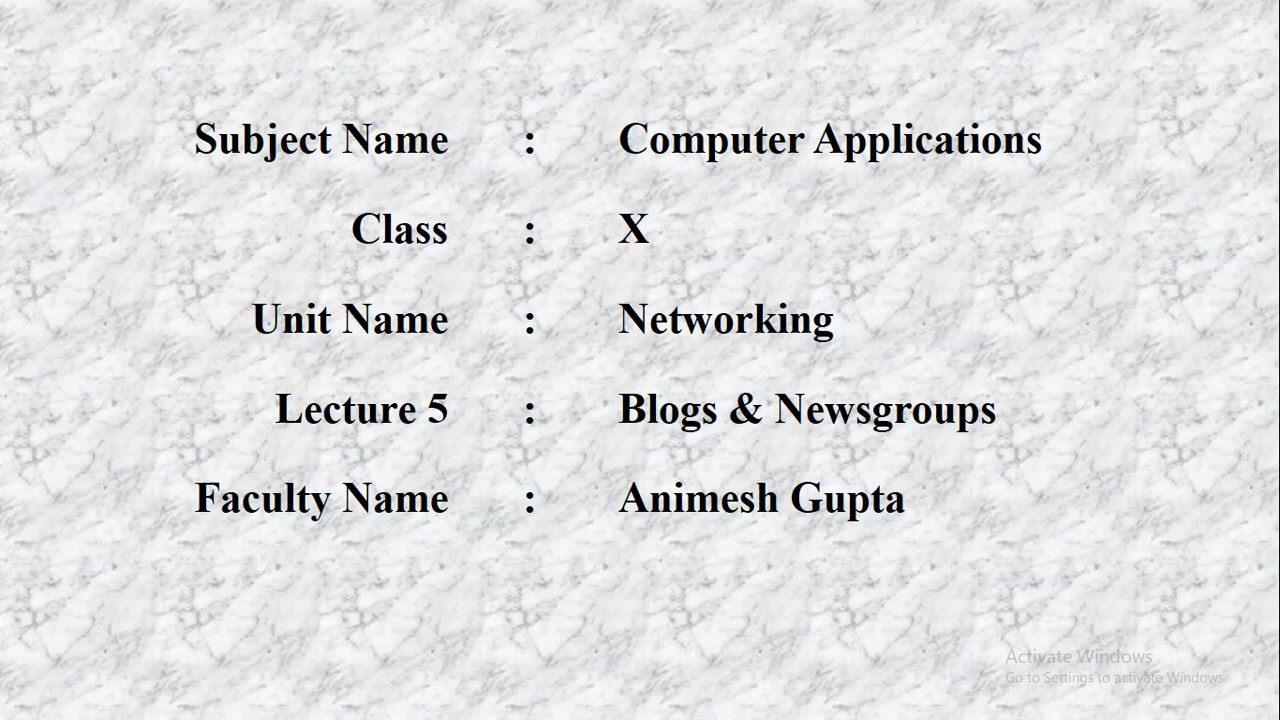 Subject Name : Computer Applications
Class : X
Unit Name : Networking
Lecture 5 : Blogs & Newsgroups
Faculty Name : Animesh Gupta
Activate Windows
Go to Settings to activate Windows.